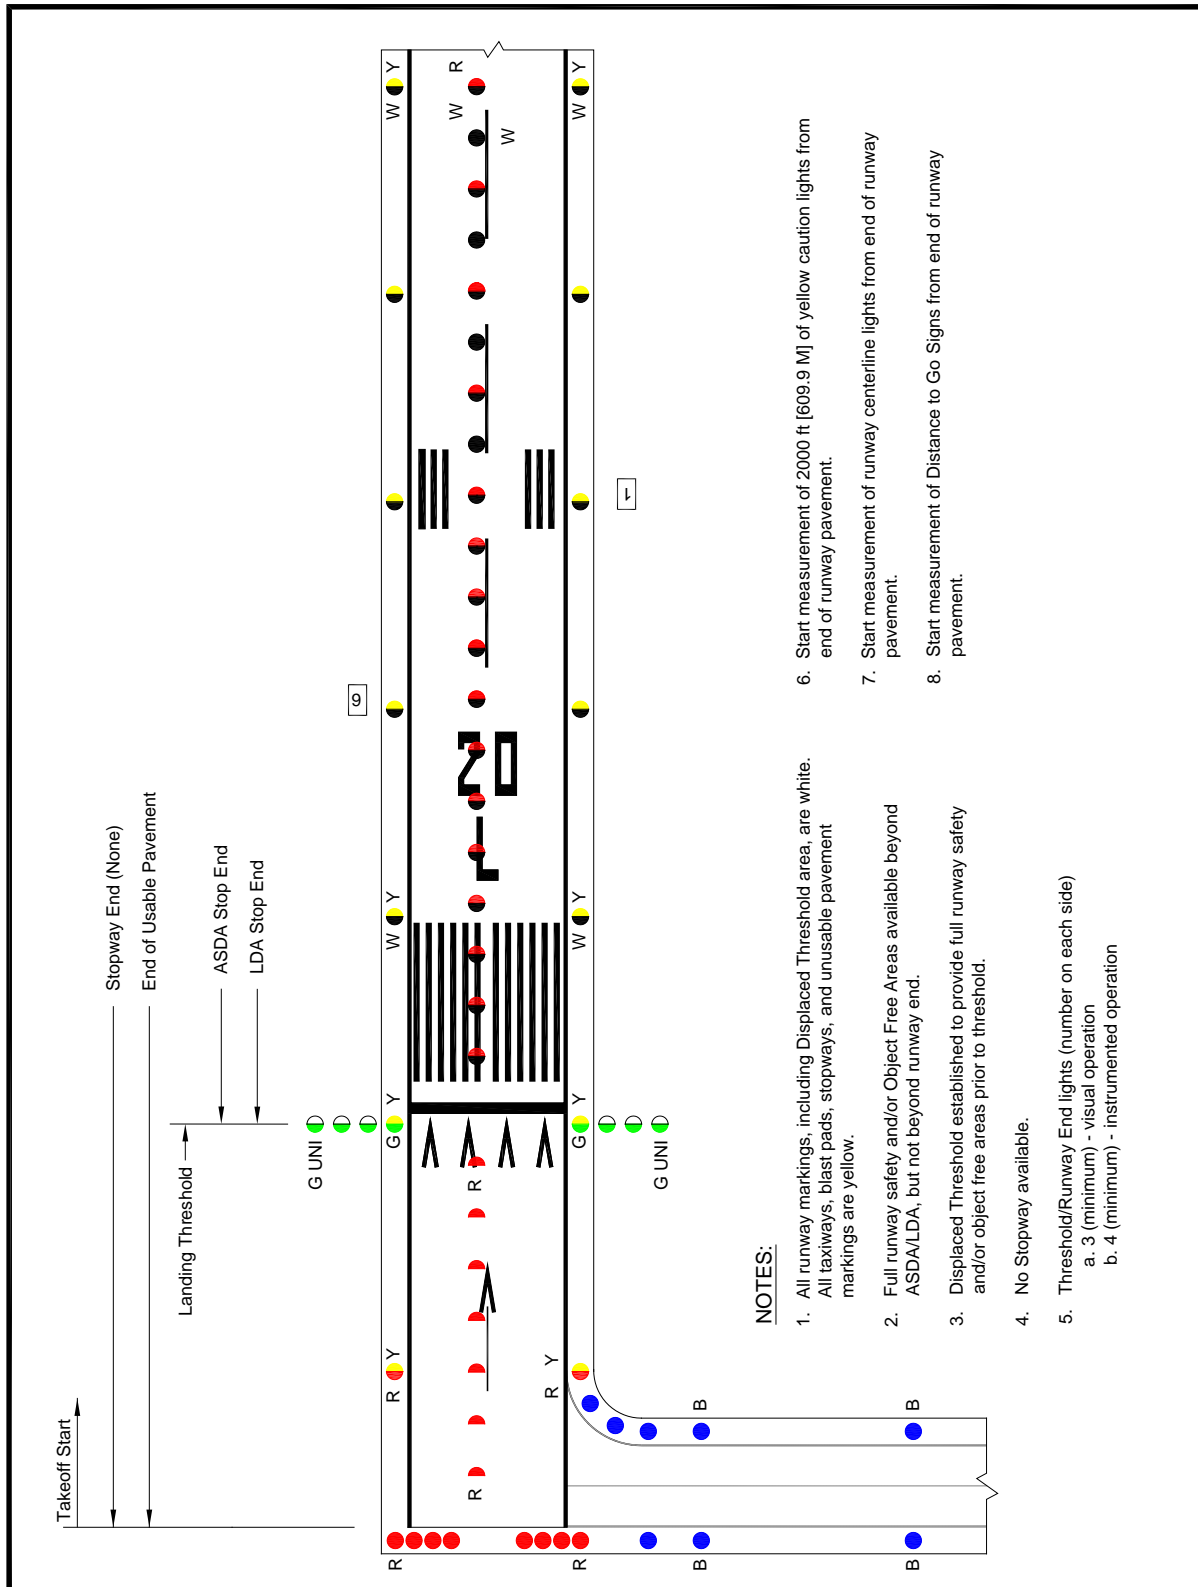 Takeoff Start
Stopway End (None)
End of Usable Pavement
Landing Threshold
ASDA Stop End
LDA Stop End
G UNI
9
R
R Y
G Y
W Y
W Y
R
R
20
L
W
R
W
R
R Y
G Y
W Y
W Y
G UNI
1
B
B
B
B
NOTES:
1. All runway markings, including Displaced Threshold area, are white.
All taxiways, blast pads, stopways, and unusable pavement
markings are yellow.
2. Full runway safety and/or Object Free Areas available beyond
ASDA/LDA, but not beyond runway end.
3. Displaced Threshold established to provide full runway safety
and/or object free areas prior to threshold.
4. No Stopway available.
5. Threshold/Runway End lights (number on each side)
a. 3 (minimum) - visual operation
b. 4 (minimum) - instrumented operation
6. Start measurement of 2000 ft [609.9 M] of yellow caution lights from
end of runway pavement.
7. Start measurement of runway centerline lights from end of runway
pavement.
8. Start measurement of Distance to Go Signs from end of runway
pavement.